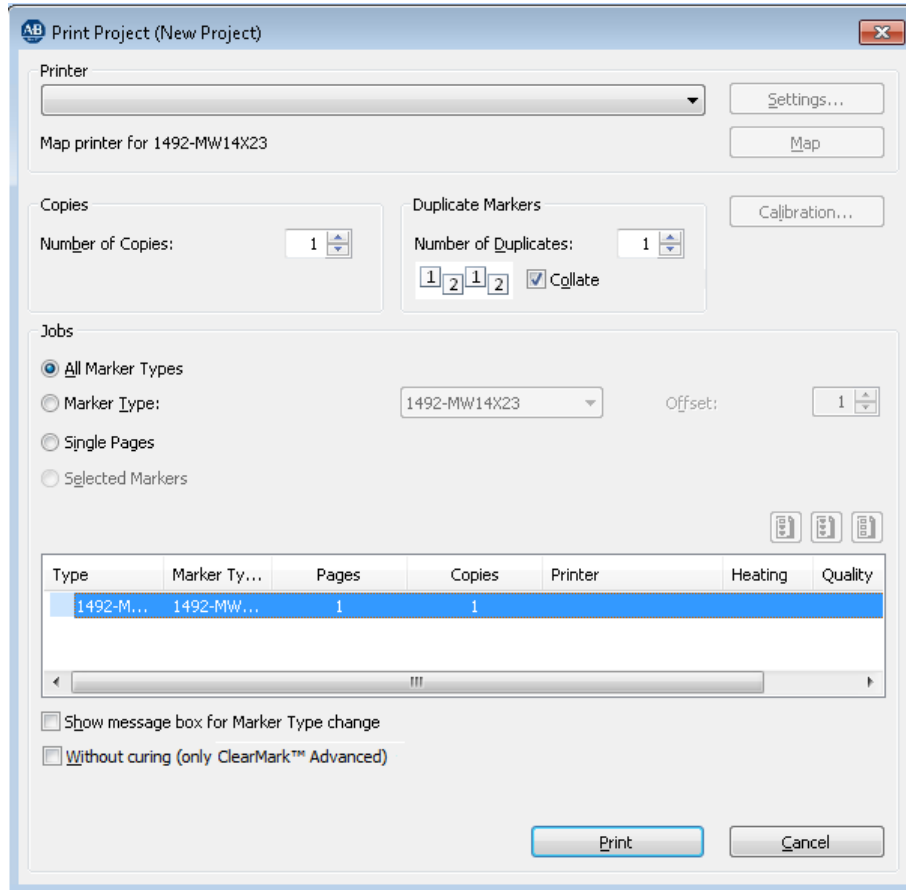 AB Print Project (New Project)
Printer
Settings...
Map printer for 1492-MW14X23
Map
Copies
Duplicate Markers
Calibration...
Number of Copies: 1
Number of Duplicates: 1
1 2 1 2 Collate
Jobs
All Marker Types
Marker Type: 1492-MW14X23 Offset: 1
Single Pages
Selected Markers
Type Marker Ty... Pages Copies Printer Heating Quality
1492-M... 1492-MW... 1 1
Show message box for Marker Type change
Without curing (only ClearMark™ Advanced)
Print Cancel